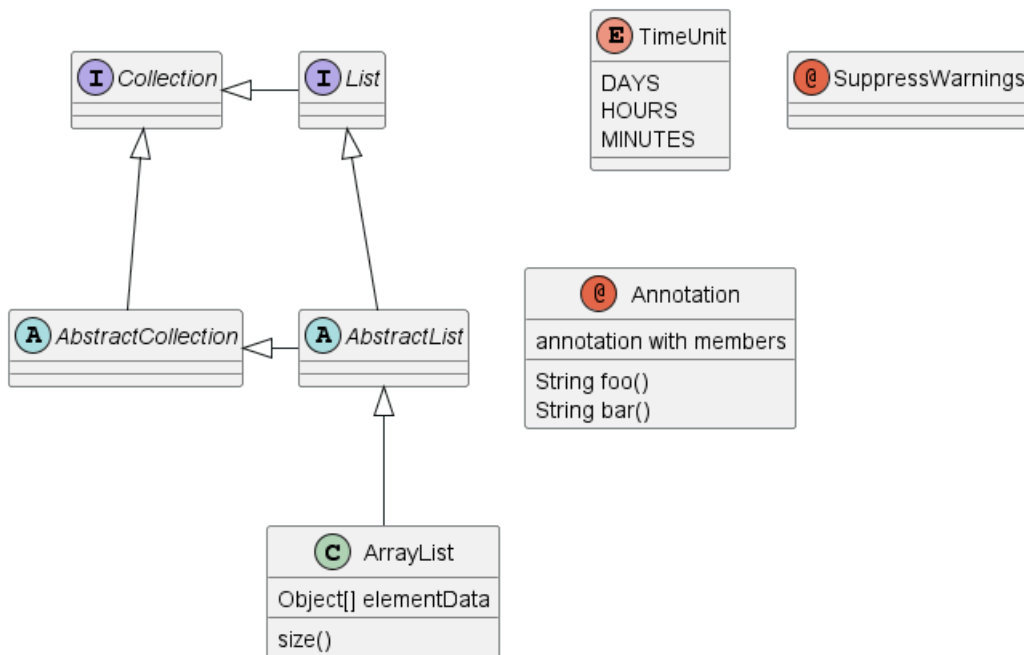 E TimeUnit
I Collection
I List
@ SuppressWarnings
DAYS
HOURS
MINUTES
@ Annotation
annotation with members
String foo()
String bar()
A AbstractCollection
A AbstractList
C ArrayList
Object[] elementData
size()